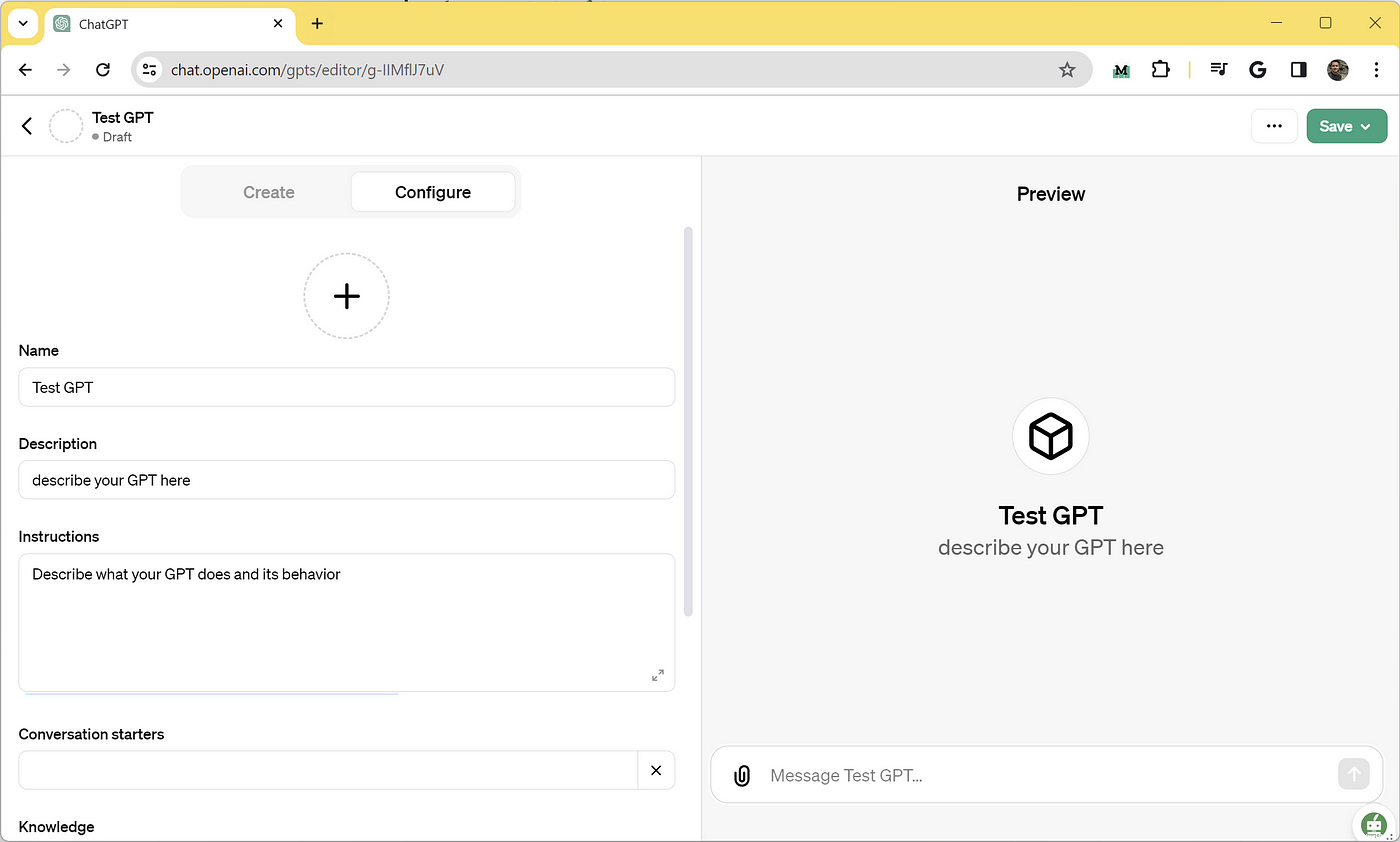 ChatGPT
chat.openai.com/gpts/editor/g-IIMflJ7uV
Test GPT
Draft
Save
Create
Configure
Name
Test GPT
Description
describe your GPT here
Instructions
Describe what your GPT does and its behavior
Conversation starters
Knowledge
Preview
Test GPT
describe your GPT here
Message Test GPT...